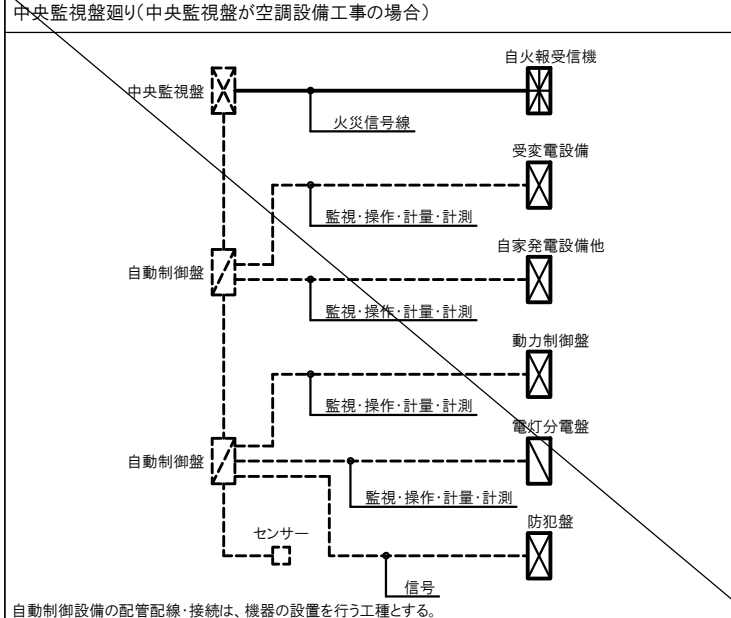 中央監視盤廻り(中央監視盤が空調設備工事の場合)
自火報受信機
中央監視盤
火災信号線
受変電設備
監視・操作・計量・計測
自動制御盤
自家発電設備他
監視・操作・計量・計測
動力制御盤
監視・操作・計量・計測
電灯分電盤
自動制御盤
監視・操作・計量・計測
防犯盤
センサー
信号
自動制御設備の配管配線・接続は、機器の設置を行う工種とする。